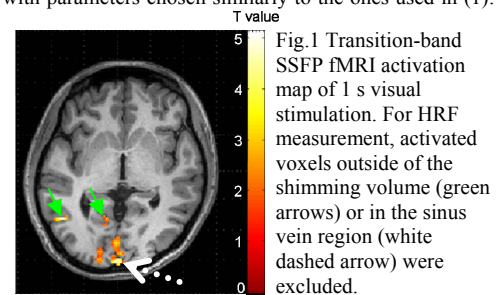 with parameters chosen similarly to the ones used in (1).
T value
5
4
3
2
1
0
Fig.1 Transition-band
SSFP fMRI activation
map of 1 s visual
stimulation. For HRF
measurement, activated
voxels outside of the
shimming volume (green
arrows) or in the sinus
vein region (white
dashed arrow) were
excluded.